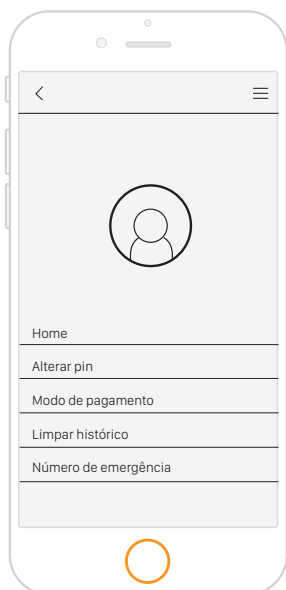 Home
Alterar pin
Modo de pagamento
Limpar histórico
Número de emergência